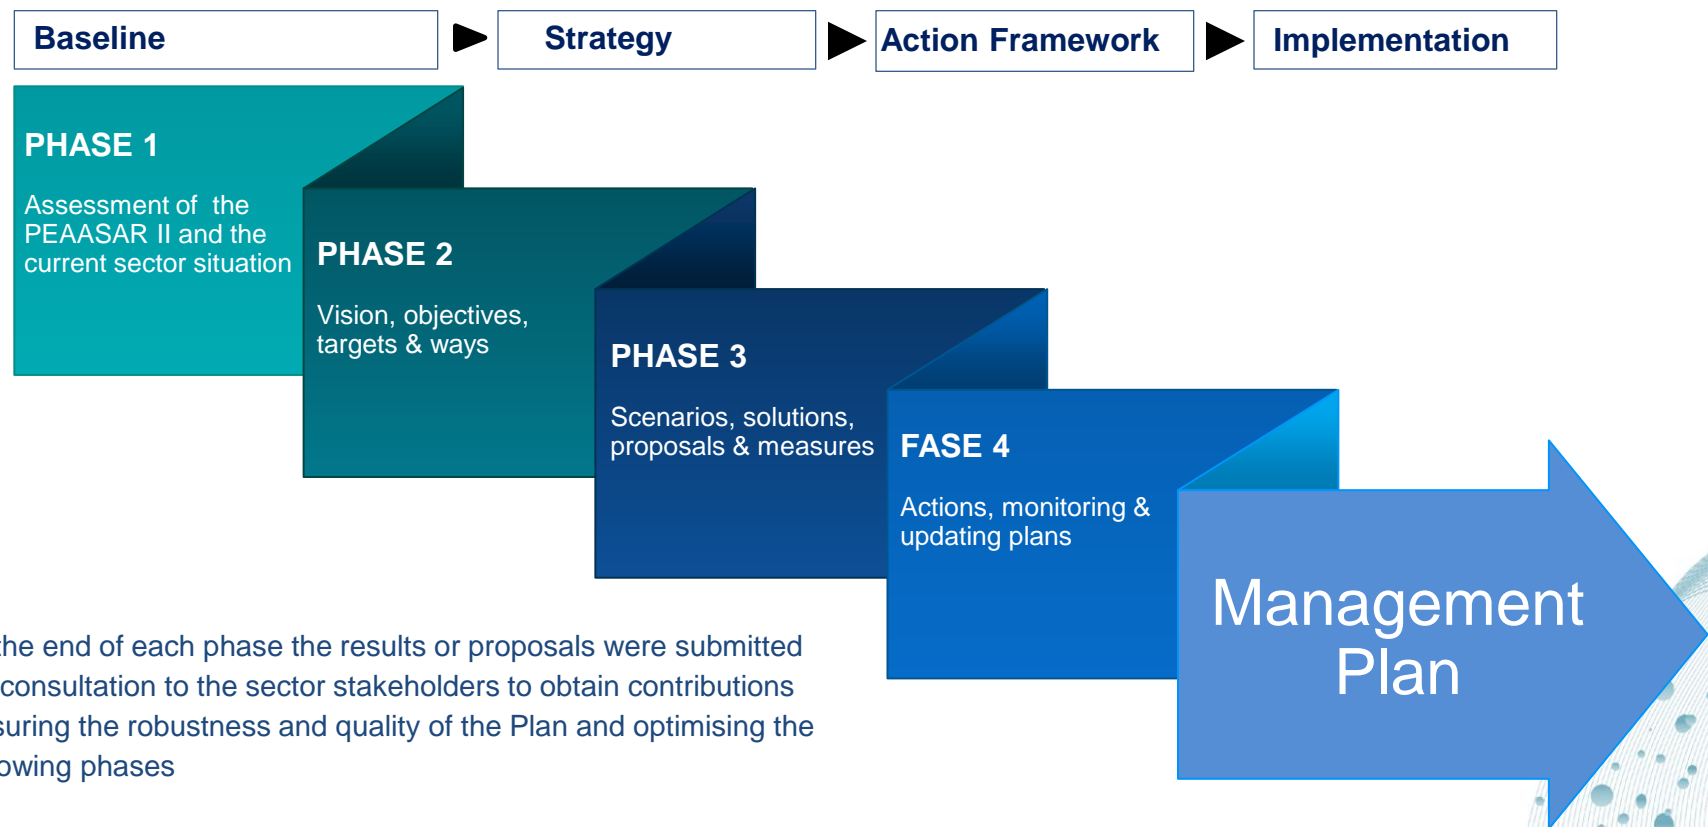 Baseline
Strategy
Action Framework
Implementation
PHASE 1
Assessment of the
PEAASAR II and the
current sector situation
PHASE 2
Vision, objectives,
targets & ways
PHASE 3
Scenarios, solutions,
proposals & measures
FASE 4
Actions, monitoring &
updating plans
Management
Plan
the end of each phase the results or proposals were submitted
consultation to the sector stakeholders to obtain contributions
suring the robustness and quality of the Plan and optimising the
owing phases